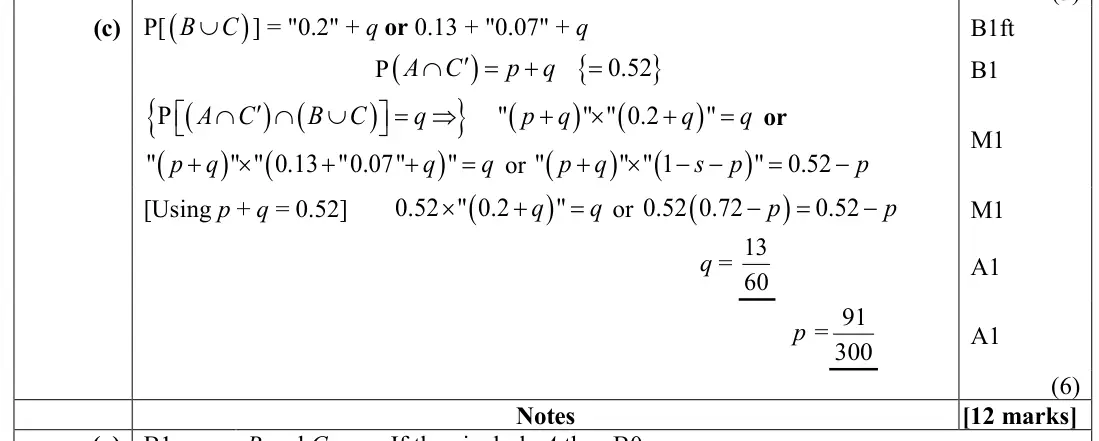 (c) P[(B∪C)] = "0.2" + q or 0.13 + "0.07" + q B1ft
P(A∩C′) = p + q {= 0.52} B1
{P[(A∩C′)∩(B∪C)] = q ⇒} "(p+q)"×"(0.2+q)" = q or
"(p+q)"×"(0.13+"0.07"+q)" = q or "(p+q)"×"(1−s−p)" = 0.52 − p M1
[Using p + q = 0.52] 0.52×"(0.2+q)" = q or 0.52(0.72−p) = 0.52 − p M1
q = 13/60 A1
p = 91/300 A1
(6)
Notes [12 marks]